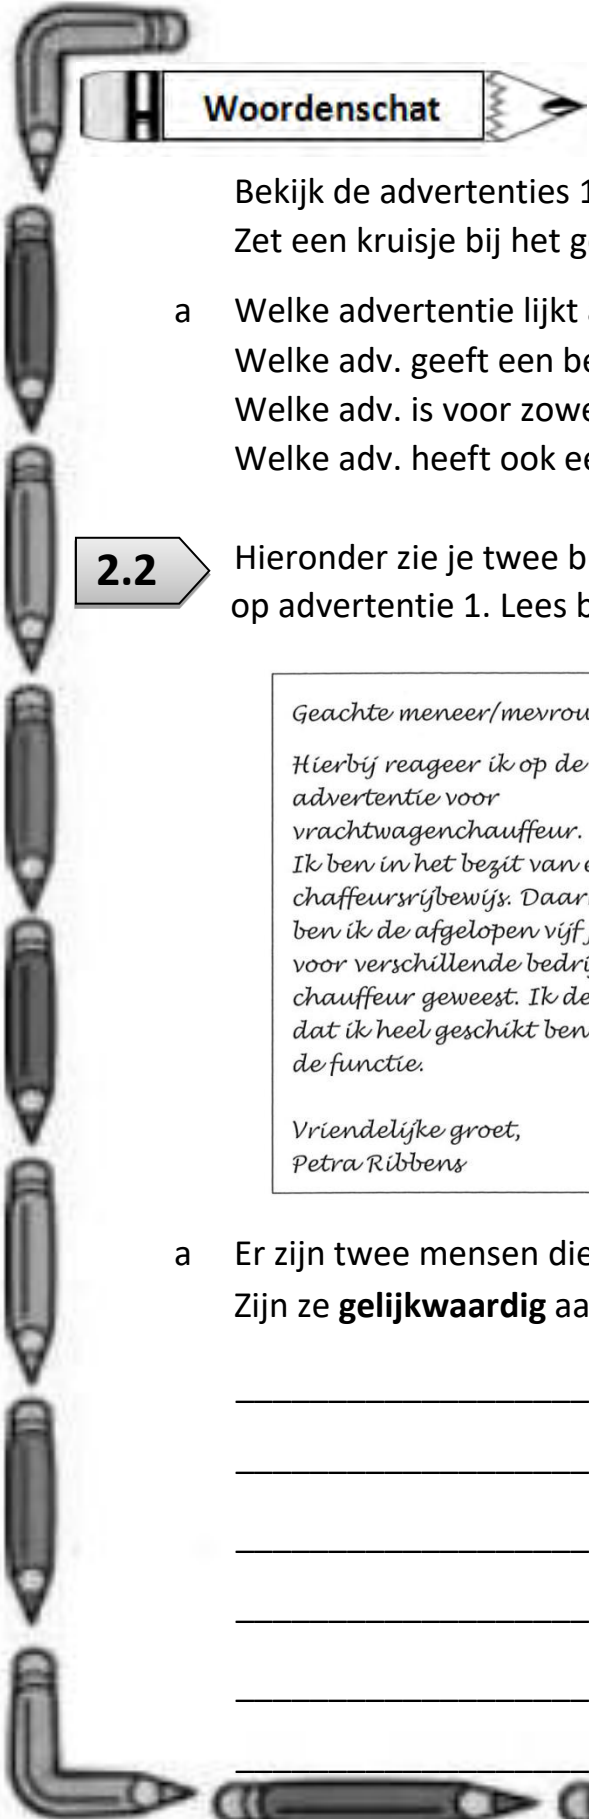 Woordenschat
Bekijk de advertenties 1
Zet een kruisje bij het g
a Welke advertentie lijkt
Welke adv. geeft een be
Welke adv. is voor zowe
Welke adv. heeft ook ee
2.2 Hieronder zie je twee b
op advertentie 1. Lees b
Geachte meneer/mevrou
Hierbij reageer ik op de
advertentie voor
vrachtwagenchauffeur.
Ik ben in het bezit van e
chaffeursrijbewijs. Daar
ben ik de afgelopen vijf j
voor verschillende bedri
chauffeur geweest. Ik de
dat ik heel geschikt ben
de functie.
Vriendelijke groet,
Petra Ribbens
a Er zijn twee mensen die
Zijn ze gelijkwaardig aa